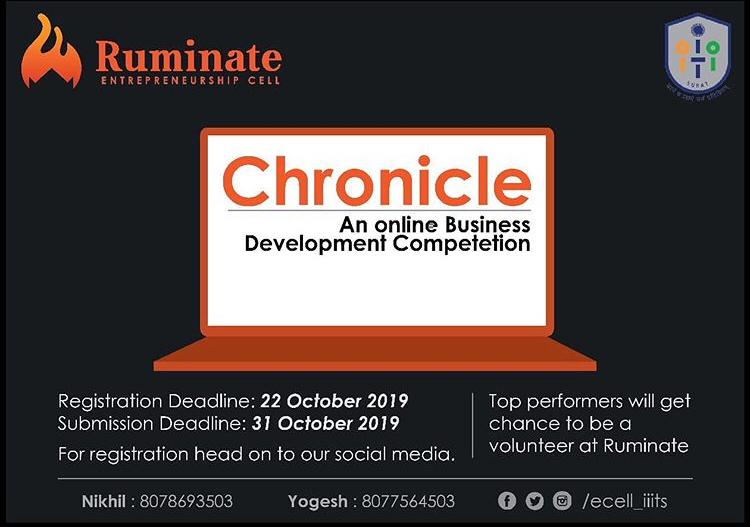 Ruminate
ENTREPRENEURSHIP CELL
SURAT
Chronicle
An online Business
Development Competetion
Registration Deadline: 22 October 2019
Submission Deadline: 31 October 2019
For registration head on to our social media.
Top performers will get
chance to be a
volunteer at Ruminate
Nikhil : 8078693503
Yogesh : 8077564503
/ecell_iiits